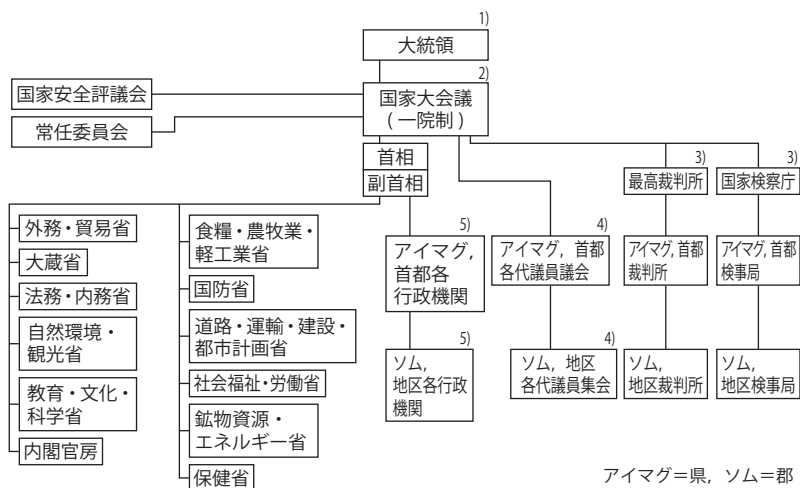 1)
大統領
2)
国家安全評議会
国家大会議
(一院制)
常任委員会
首相
副首相
3)
最高裁判所
3)
国家検察庁
外務・貿易省
大蔵省
法務・内務省
自然環境・
観光省
教育・文化・
科学省
内閣官房
食糧・農牧業・
軽工業省
国防省
道路・運輸・建設・
都市計画省
社会福祉・労働省
鉱物資源・
エネルギー省
保健省
5)
アイマグ,
首都各
行政機関
4)
アイマグ, 首都
各代議員議会
アイマグ, 首都
裁判所
アイマグ, 首都
検事局
5)
ソム,
地区各行政
機関
4)
ソム, 地区
各代議員集会
ソム,
地区裁判所
ソム,
地区検事局
アイマグ=県, ソム=郡